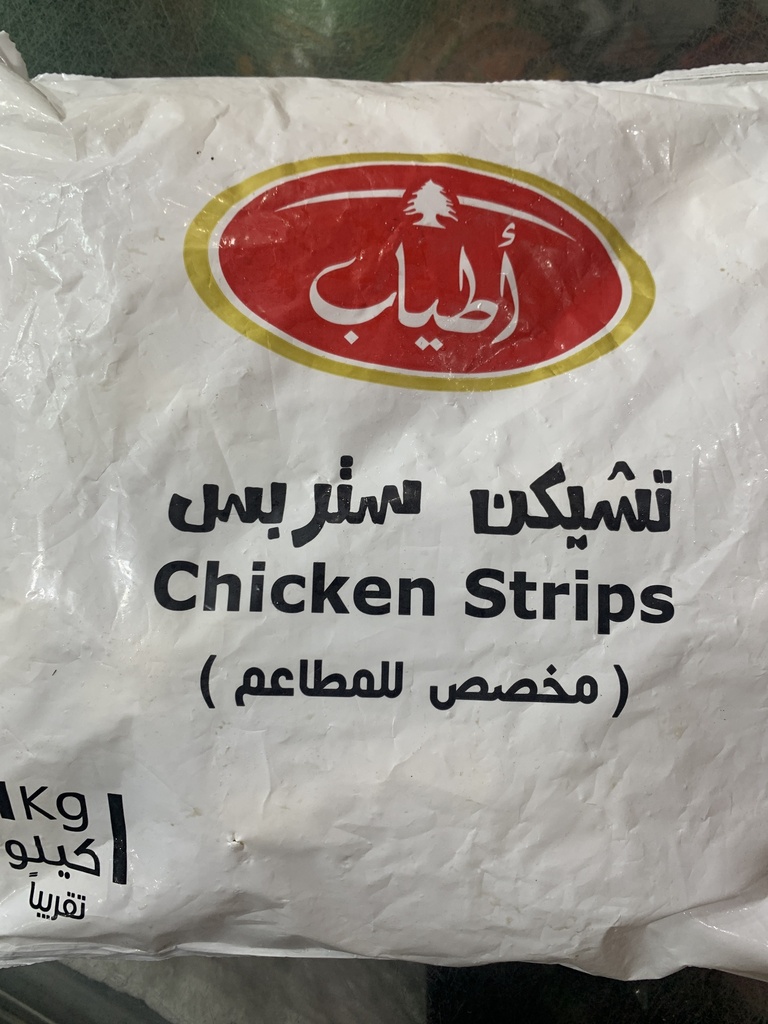 أطياب
تشيكن ستربس
Chicken Strips
( مخصص للمطاعم )
1Kg
1 كيلو
تقريباً